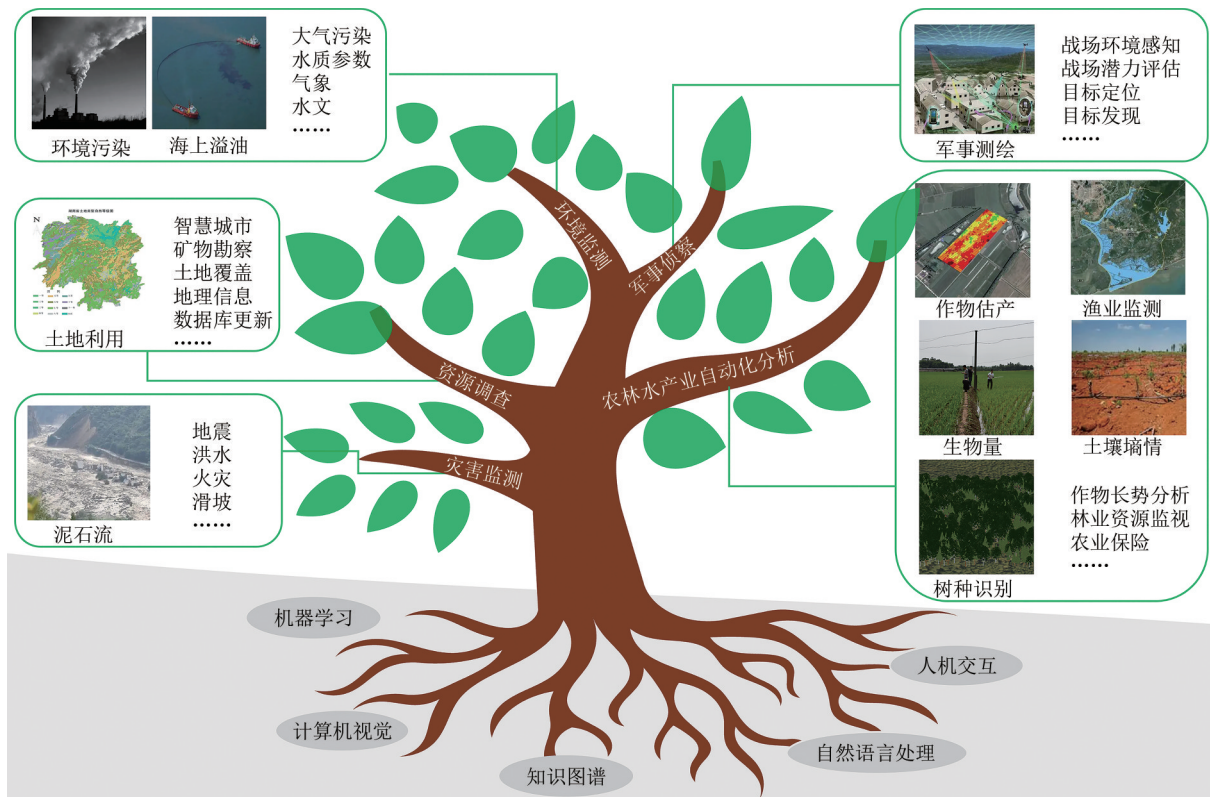 环境污染
海上溢油
大气污染
水质参数
气象
水文
……
军事测绘
战场环境感知
战场潜力评估
目标定位
目标发现
……
土地利用
N
智慧城市
矿物勘察
土地覆盖
地理信息
数据库更新
……
作物估产
渔业监测
生物量
土壤墒情
树种识别
作物长势分析
林业资源监视
农业保险
……
泥石流
地震
洪水
火灾
滑坡
……
环境监测
军事侦察
资源调查
农林水产业自动化分析
灾害监测
机器学习
计算机视觉
知识图谱
自然语言处理
人机交互